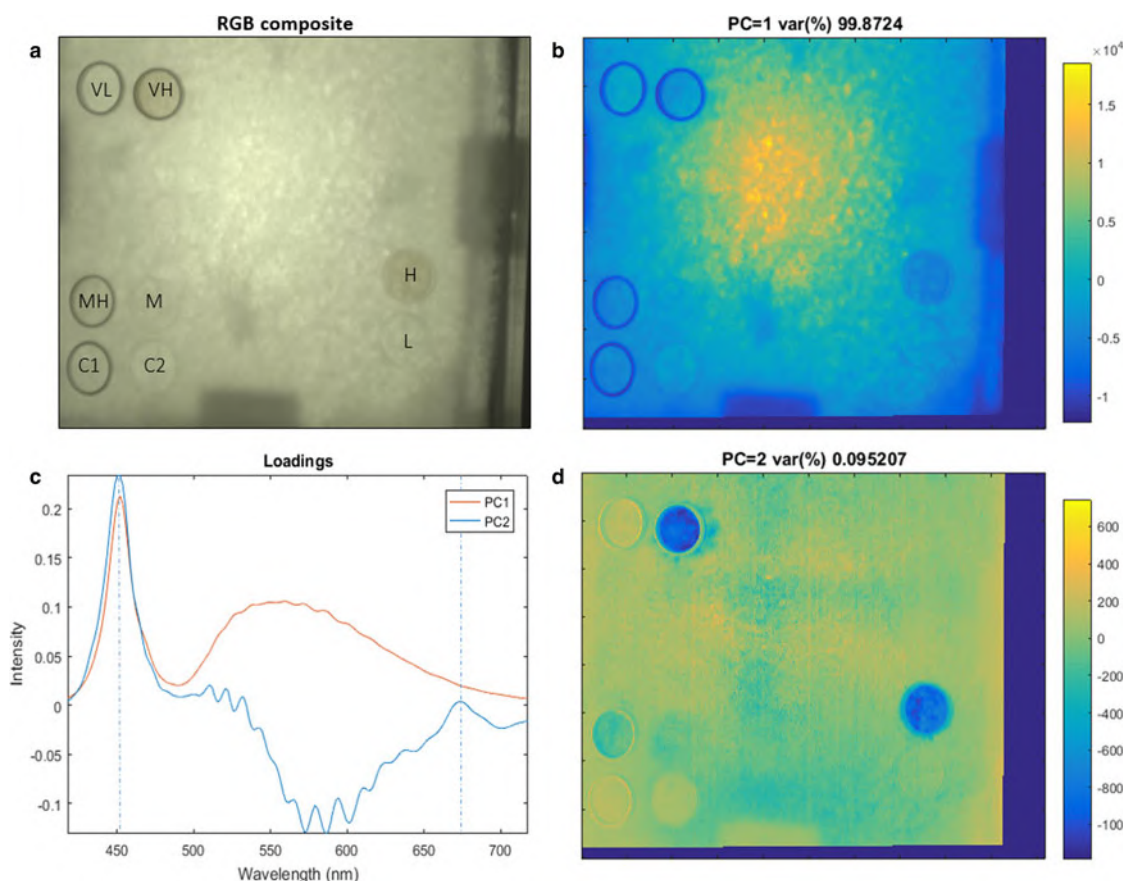 RGB composite
a
VL VH
H
MH M
L
C1 C2
b
PC=1 var(%) 99.8724
×10⁴
1.5
1
0.5
0
-0.5
-1
c
Loadings
PC1
PC2
0.2
0.15
0.1
0.05
0
-0.05
-0.1
Intensity
450 500 550 600 650 700
Wavelength (nm)
PC=2 var(%) 0.095207
d
600
400
200
0
-200
-400
-600
-800
-100